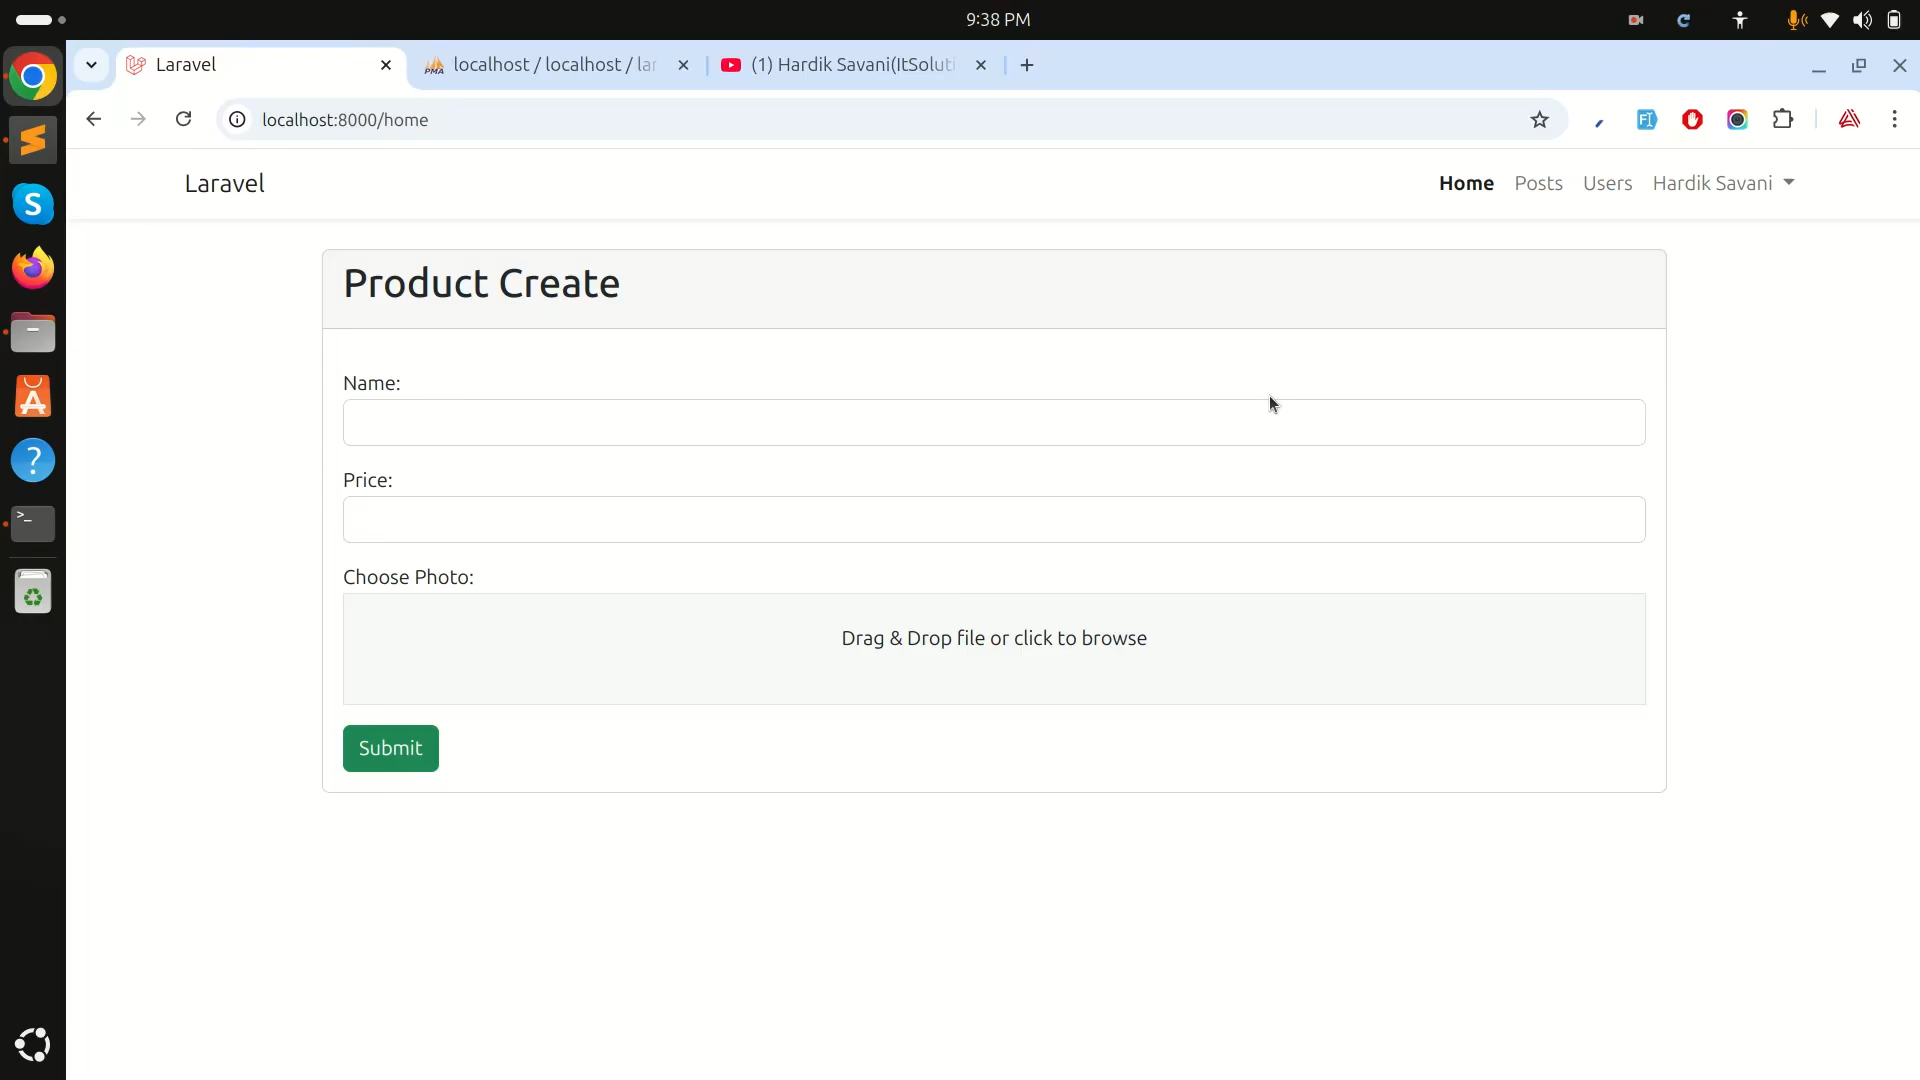 9:38 PM
Laravel
localhost / localhost / lar
(1) Hardik Savani(ItSoluti
localhost:8000/home
Laravel
Home
Posts
Users
Hardik Savani
Product Create
Name:
Price:
Choose Photo:
Drag & Drop file or click to browse
Submit